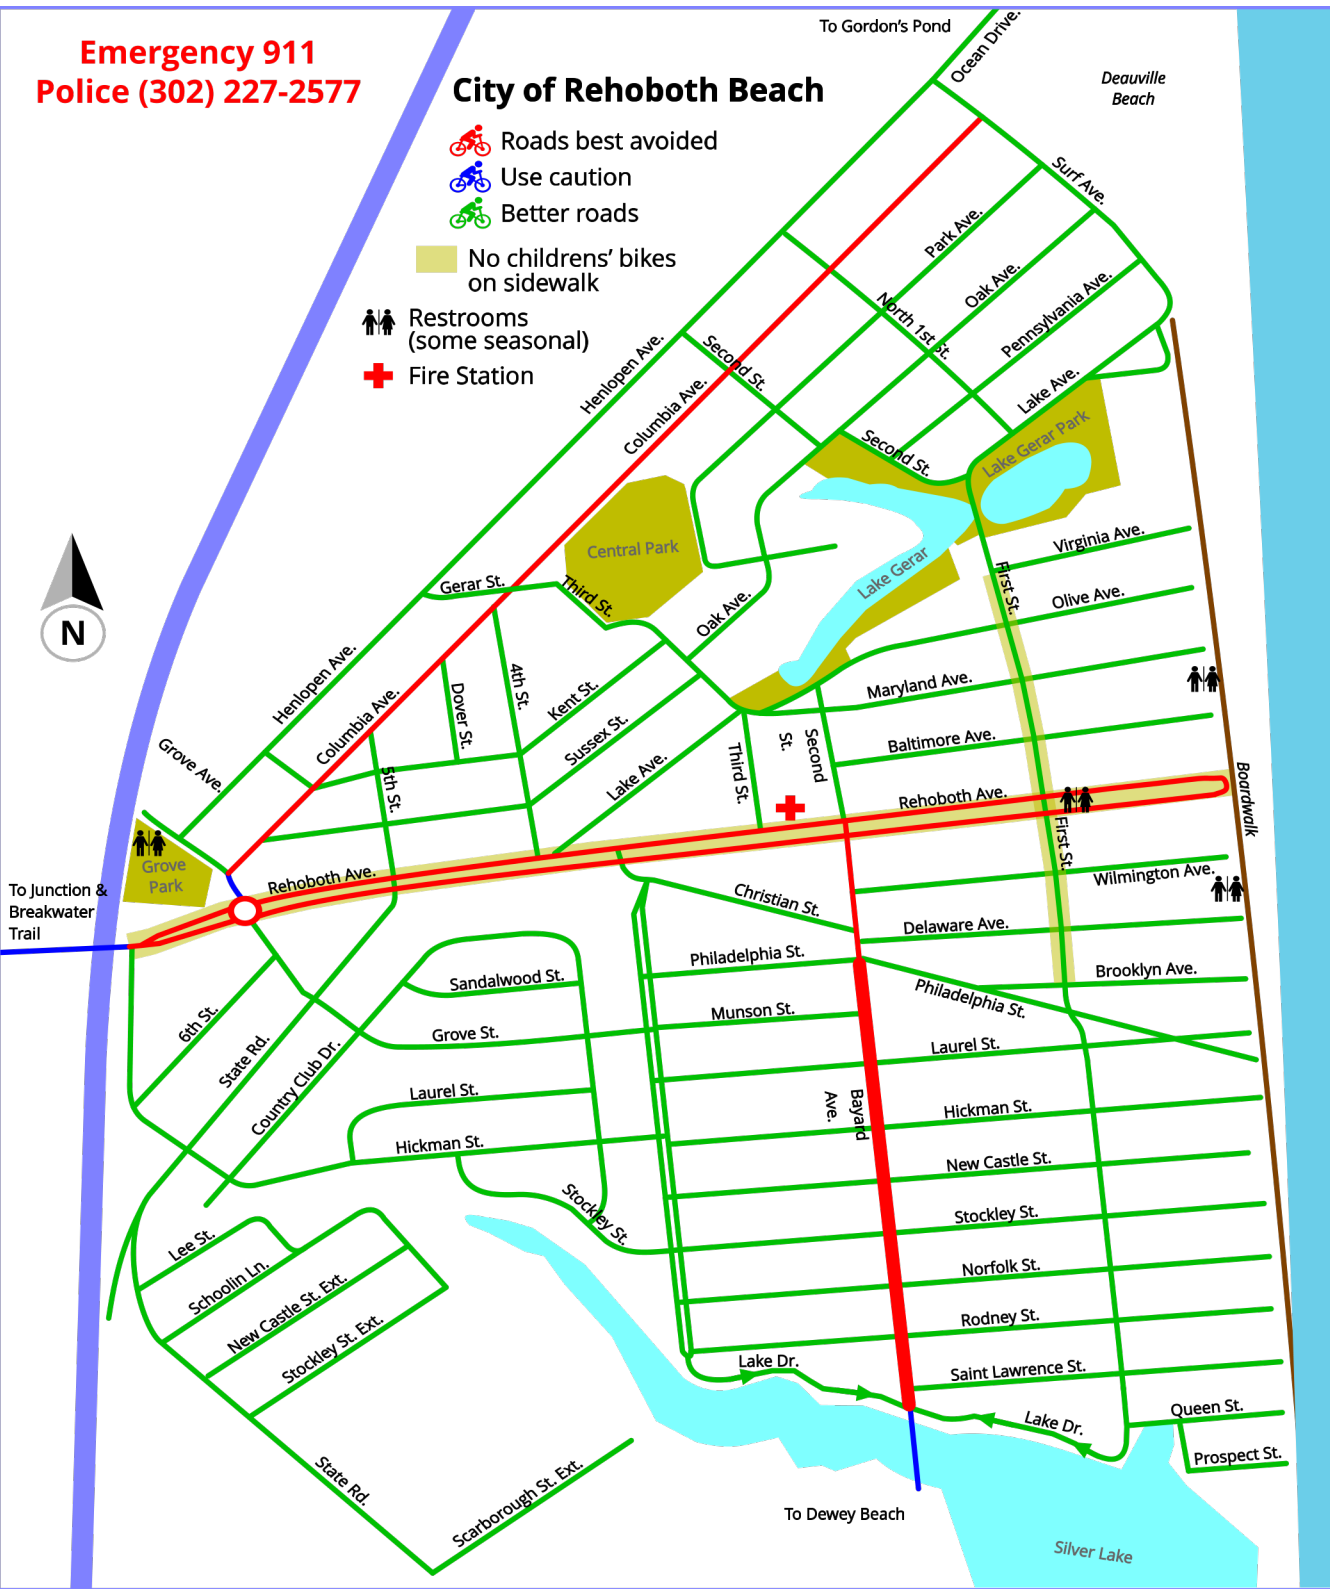 Emergency 911
Police (302) 227-2577
City of Rehoboth Beach
Roads best avoided
Use caution
Better roads
No childrens’ bikes
on sidewalk
Restrooms
(some seasonal)
Fire Station
To Gordon’s Pond
Ocean Drive.
Deauville
Beach
Surf Ave.
Park Ave.
Oak Ave.
Pennsylvania Ave.
North 1st St.
Second St.
Henlopen Ave.
Columbia Ave.
Lake Ave.
Lake Gerar Park
Second St.
Central Park
Lake Gerar
Virginia Ave.
First St.
Olive Ave.
Gerar St.
Third St.
Oak Ave.
N
Henlopen Ave.
Columbia Ave.
Dover St.
4th St.
Kent St.
Sussex St.
Lake Ave.
Third St.
Second
St.
Maryland Ave.
Baltimore Ave.
Rehoboth Ave.
Boardwalk
Grove Ave.
5th St.
Grove
Park
Rehoboth Ave.
First St.
Wilmington Ave.
To Junction &
Breakwater
Trail
Christian St.
Delaware Ave.
Philadelphia St.
Brooklyn Ave.
Philadelphia St.
Sandalwood St.
Munson St.
6th St.
State Rd.
Grove St.
Country Club Dr.
Laurel St.
Laurel St.
Bayard
Ave.
Hickman St.
Hickman St.
New Castle St.
Stockley St.
Stockley St.
Lee St.
Schoolin Ln.
New Castle St. Ext.
Stockley St. Ext.
Norfolk St.
Rodney St.
Lake Dr.
Saint Lawrence St.
Queen St.
Lake Dr.
Prospect St.
State Rd.
Scarborough St. Ext.
To Dewey Beach
Silver Lake